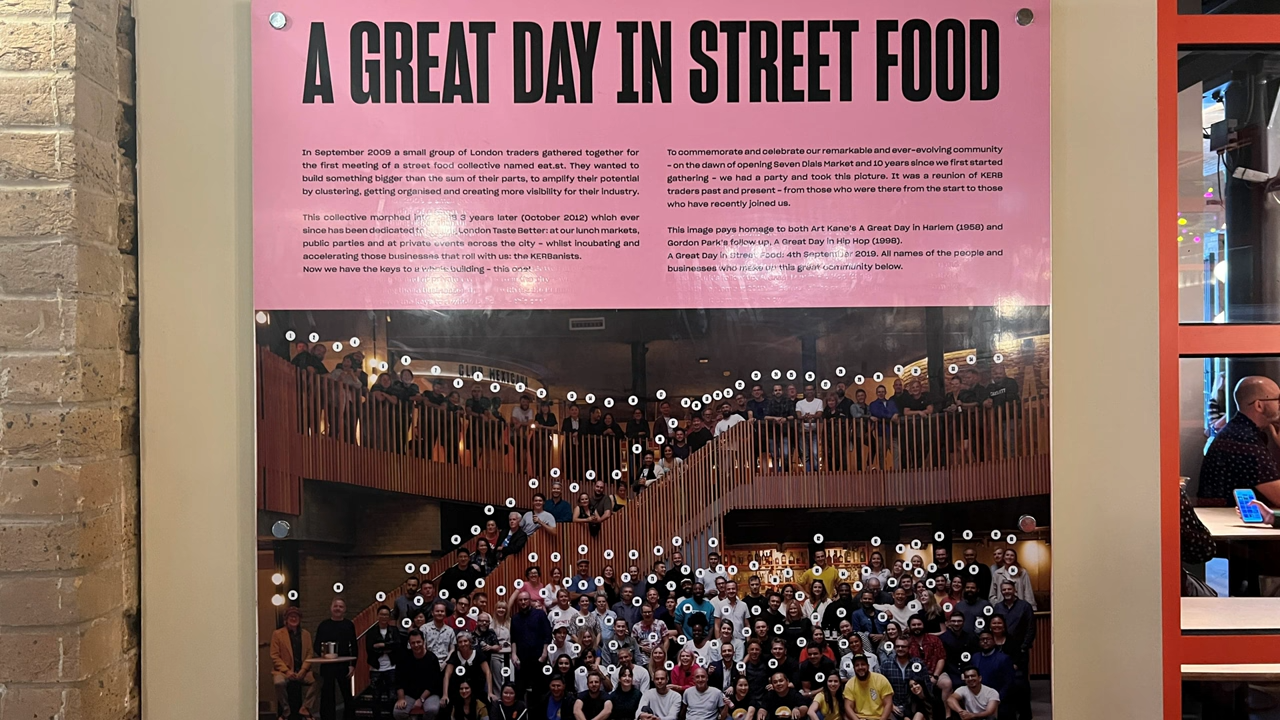 A GREAT DAY IN STREET FOOD
In September 2009 a small group of London traders gathered together for
the first meeting of a street food collective named eat.st. They wanted to
build something bigger than the sum of their parts, to amplify their potential
by clustering, getting organised and creating more visibility for their industry.
This collective morphed 3 years later (October 2012) which ever
since has been dedicated London Taste Better: at our lunch markets,
public parties and at private events across the city – whilst incubating and
accelerating those businesses that roll with us: the KERBanists.
Now we have the keys to a whole building – this one!
To commemorate and celebrate our remarkable and ever-evolving community
– on the dawn of opening Seven Dials Market and 10 years since we first started
gathering – we had a party and took this picture. It was a reunion of KERB
traders past and present – from those who were there from the start to those
who have recently joined us.
This image pays homage to both Art Kane's A Great Day in Harlem (1958) and
Gordon Park's follow up, A Great Day in Hip Hop (1998).
A Great Day in Street Food: 4th September 2019. All names of the people and
businesses who make up this great community below.
CLUB MEXICANA